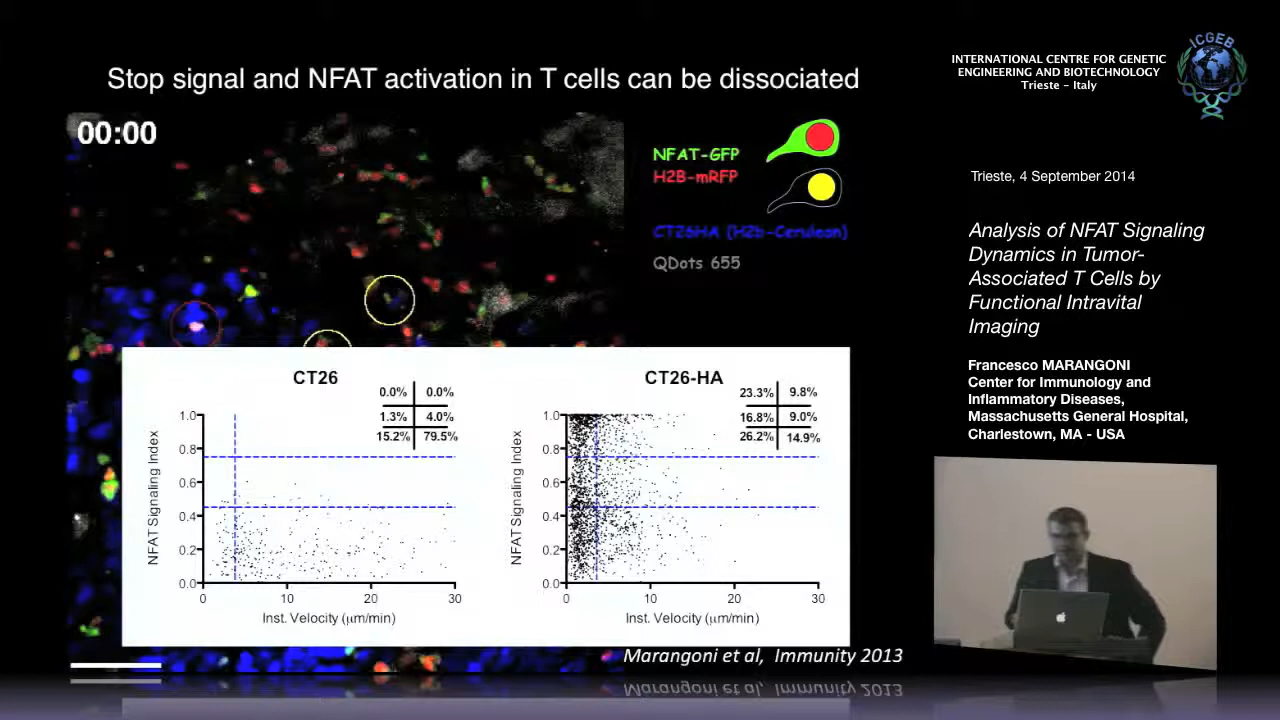 Stop signal and NFAT activation in T cells can be dissociated
00:00
NFAT-GFP
H2B-mRFP
CT26HA (H2b-Cerulean)
QDots 655
CT26
0.0% 0.0%
1.3% 4.0%
15.2% 79.5%
NFAT Signaling Index
1.0
0.8
0.6
0.4
0.2
0.0
0 10 20 30
Inst. Velocity (μm/min)
CT26-HA
23.3% 9.8%
16.8% 9.0%
26.2% 14.9%
NFAT Signaling Index
1.0
0.8
0.6
0.4
0.2
0.0
0 10 20 30
Inst. Velocity (μm/min)
Marangoni et al, Immunity 2013
INTERNATIONAL CENTRE FOR GENETIC
ENGINEERING AND BIOTECHNOLOGY
Trieste - Italy
ICGEB
Trieste, 4 September 2014
Analysis of NFAT Signaling
Dynamics in Tumor-
Associated T Cells by
Functional Intravital
Imaging
Francesco MARANGONI
Center for Immunology and
Inflammatory Diseases,
Massachusetts General Hospital,
Charlestown, MA - USA